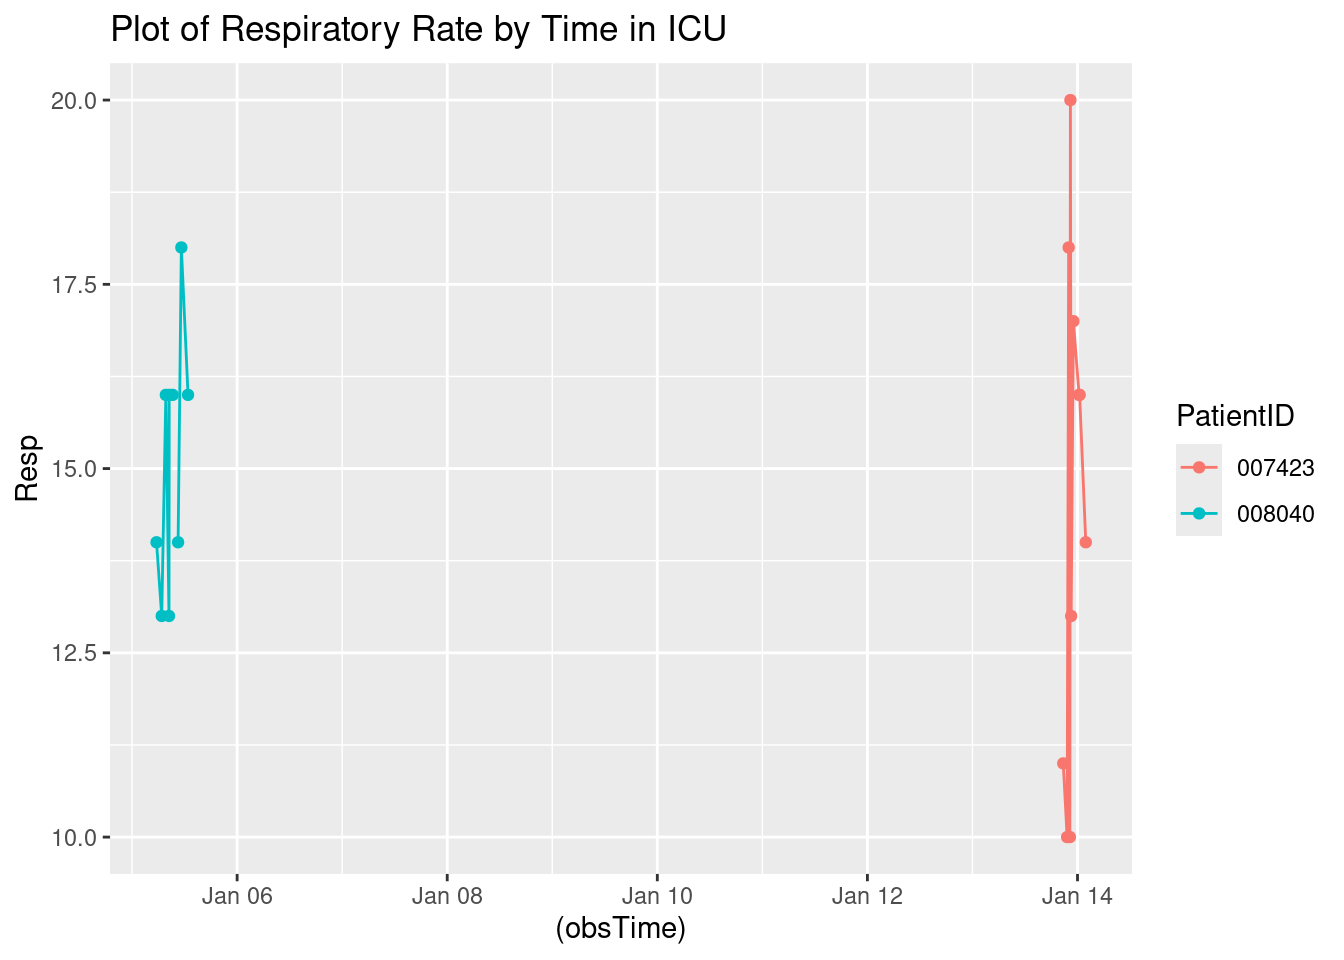 Plot of Respiratory Rate by Time in ICU
20.0
17.5
15.0
12.5
10.0
Resp
Jan 06
Jan 08
Jan 10
Jan 12
Jan 14
(obsTime)
PatientID
007423
008040